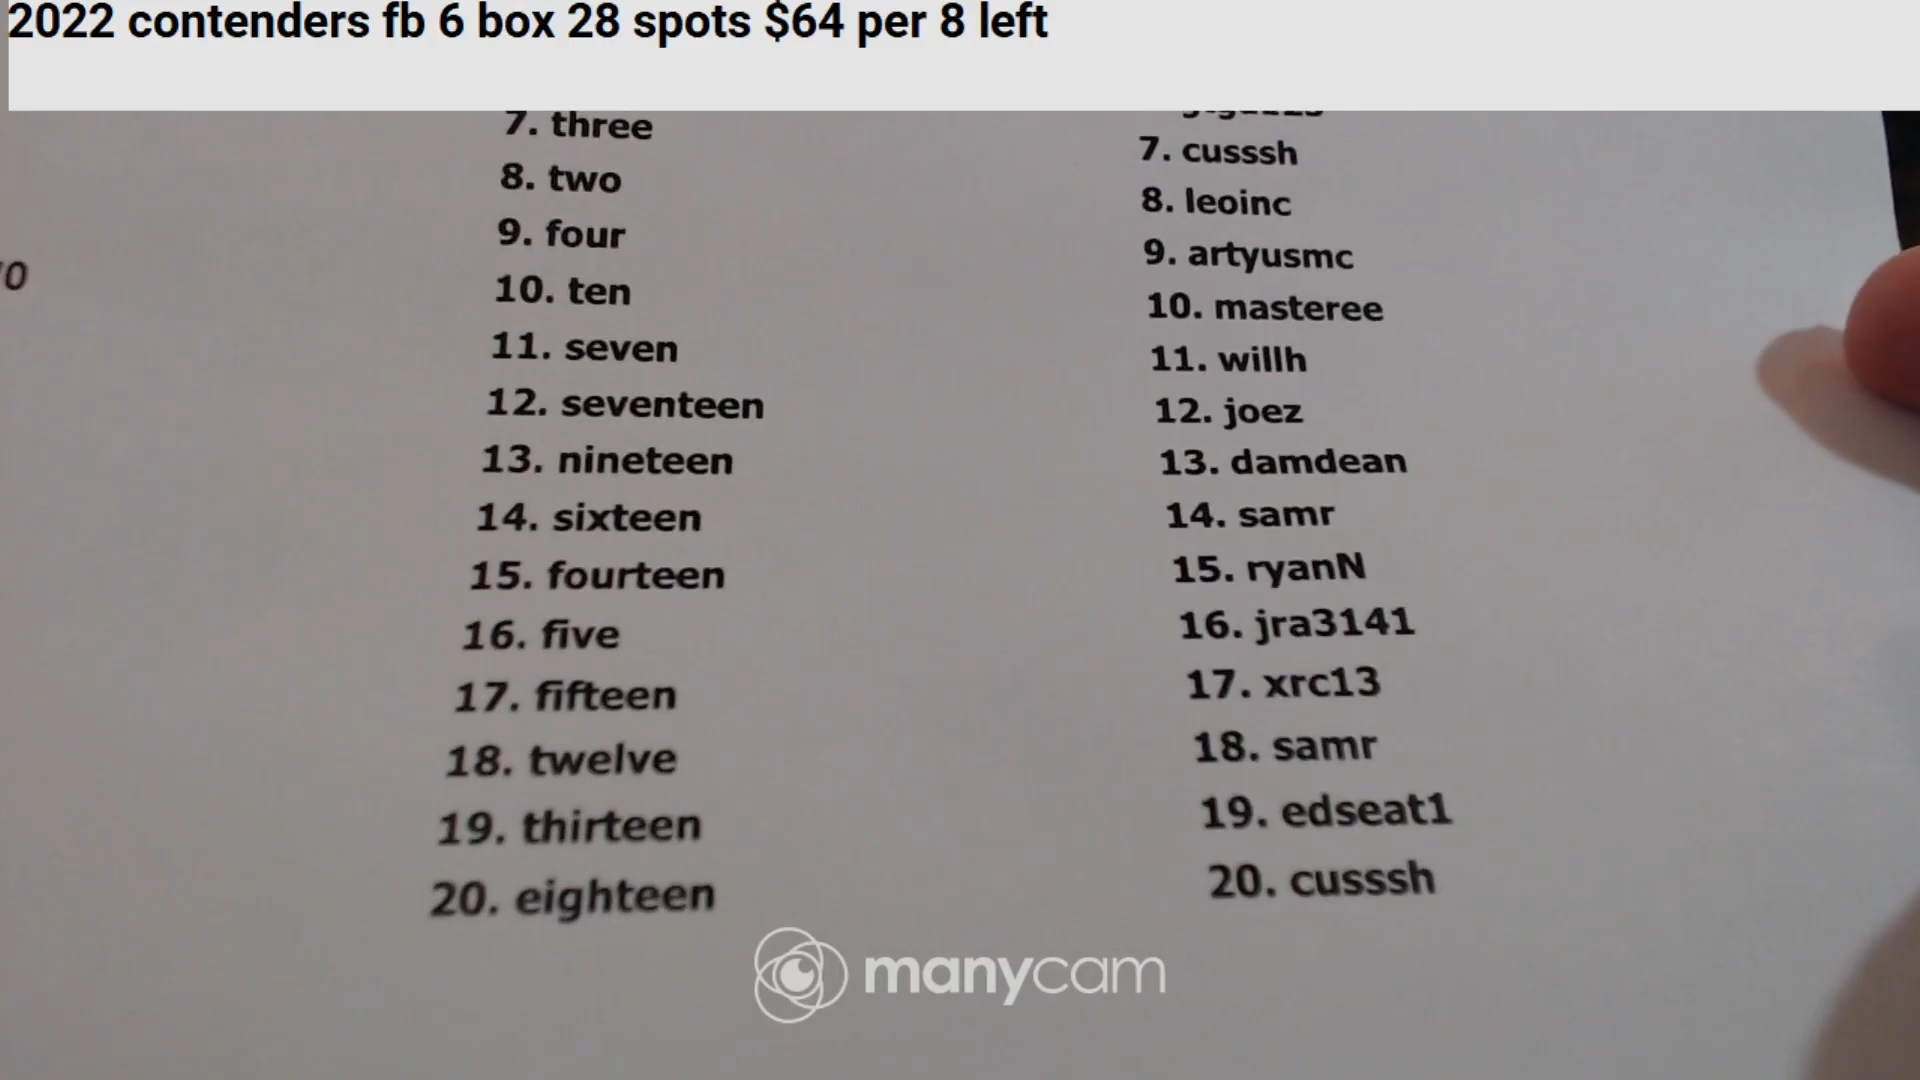 2022 contenders fb 6 box 28 spots $64 per 8 left
7. three
8. two
9. four
10. ten
11. seven
12. seventeen
13. nineteen
14. sixteen
15. fourteen
16. five
17. fifteen
18. twelve
19. thirteen
20. eighteen
7. cusssh
8. leoinc
9. artyusmc
10. masteree
11. willh
12. joez
13. damdean
14. samr
15. ryanN
16. jra3141
17. xrc13
18. samr
19. edseat1
20. cusssh
manycam